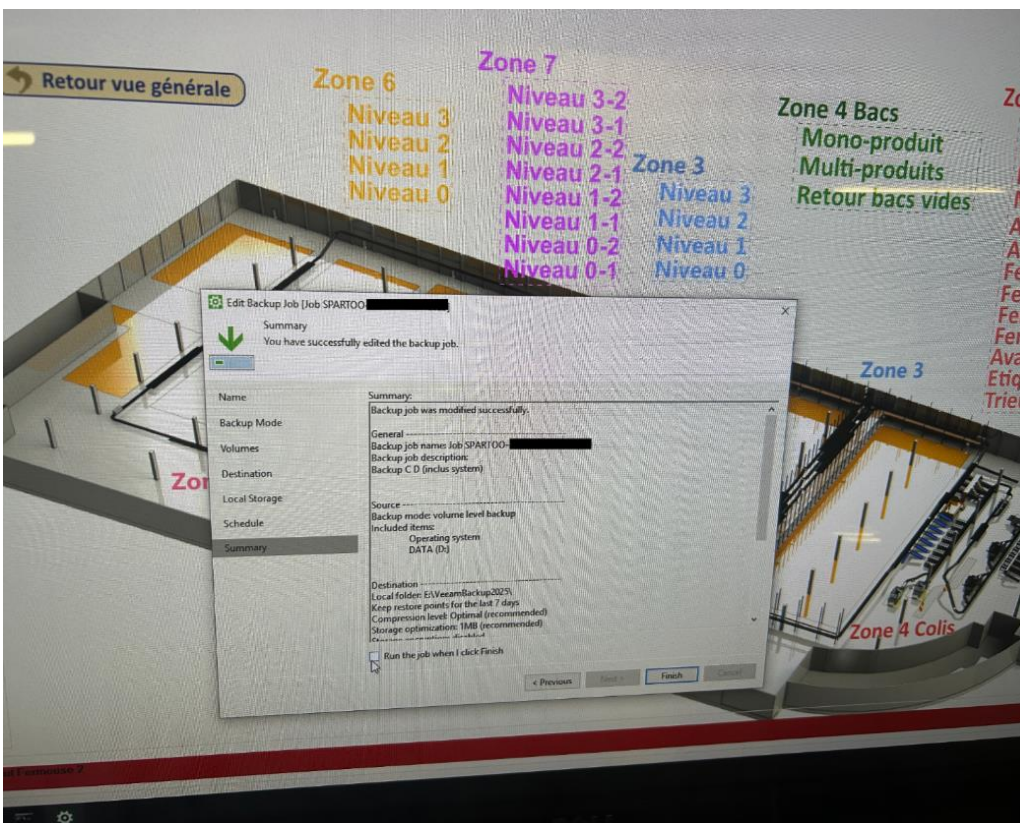 Retour vue générale
Zone 6
Niveau 3
Niveau 2
Niveau 1
Niveau 0
Zone 7
Niveau 3-2
Niveau 3-1
Niveau 2-2
Niveau 2-1
Niveau 1-2
Niveau 1-1
Niveau 0-2
Niveau 0-1
Zone 3
Niveau 3
Niveau 2
Niveau 1
Niveau 0
Zone 4 Bacs
Mono-produit
Multi-produits
Retour bacs vides
Edit Backup Job [Job SPARTOO-
Summary
You have successfully edited the backup job.
Name
Backup Mode
Volumes
Destination
Local Storage
Schedule
Summary
Summary:
Backup job was modified successfully.
General
Backup job name: Job SPARTOO-
Backup job description:
Backup C D (inclus system)
Source
Backup mode: volume level backup
Included items:
Operating system
DATA (D:)
Destination
Local folder: E:\VeeamBackup2025\
Keep restore points for the last 7 days
Compression level: Optimal (recommended)
Storage optimization: 1MB (recommended)
Run the job when I click Finish
< Previous
Next >
Finish
Cancel
Zone 3
Zone 4 Colis